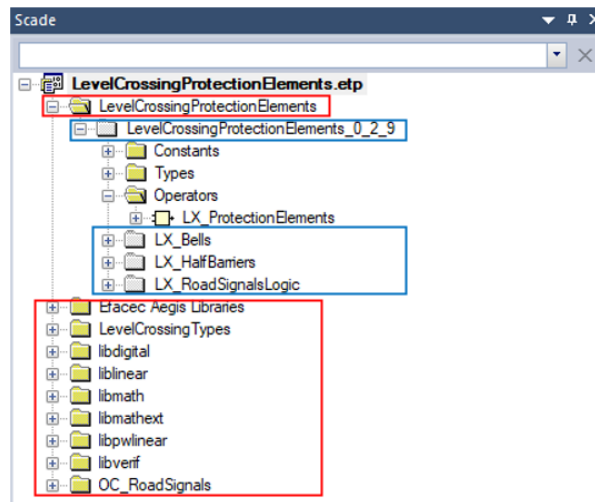 Scade
LevelCrossingProtectionElements.etp
LevelCrossingProtectionElements
LevelCrossingProtectionElements_0_2_9
Constants
Types
Operators
LX_ProtectionElements
LX_Bells
LX_HalfBarriers
LX_RoadSignalsLogic
Efacec Aegis Libraries
LevelCrossingTypes
libdigital
liblinear
libmath
libmathext
libpwlinear
libverif
OC_RoadSignals